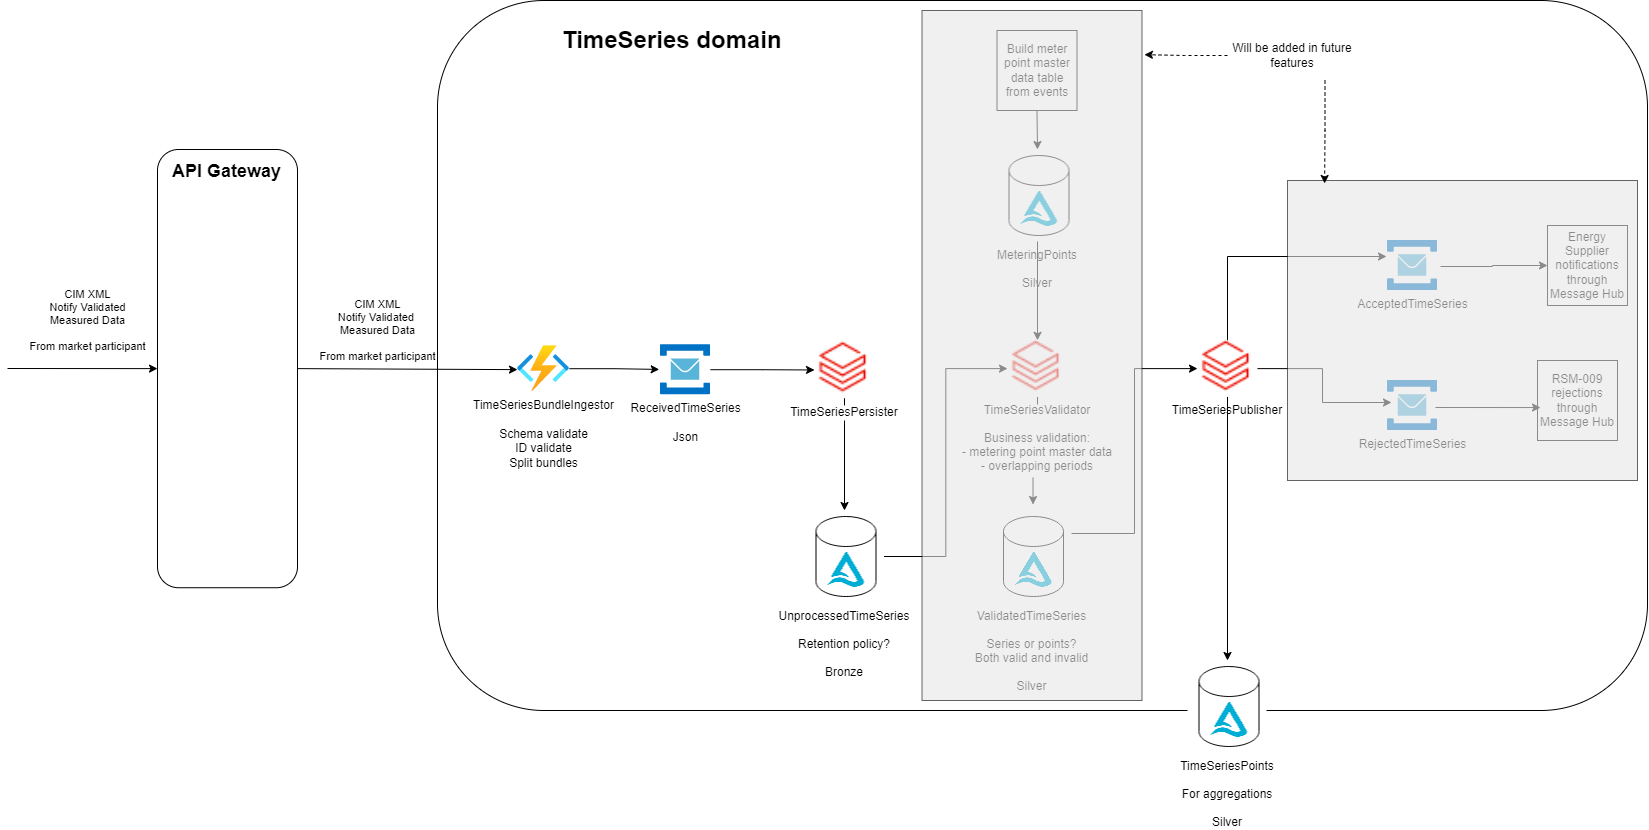 TimeSeries domain
Build meter
point master
data table
from events
Will be added in future
features
API Gateway
MeteringPoints
Silver
Energy
Supplier
notifications
through
Message Hub
AcceptedTimeSeries
CIM XML
Notify Validated
Measured Data
From market participant
CIM XML
Notify Validated
Measured Data
From market participant
TimeSeriesBundleIngestor
Schema validate
ID validate
Split bundles
ReceivedTimeSeries
Json
TimeSeriesPersister
TimeSeriesValidator
Business validation:
- metering point master data
- overlapping periods
TimeSeriesPublisher
RSM-009
rejections
through
Message Hub
RejectedTimeSeries
UnprocessedTimeSeries
Retention policy?
Bronze
ValidatedTimeSeries
Series or points?
Both valid and invalid
Silver
TimeSeriesPoints
For aggregations
Silver